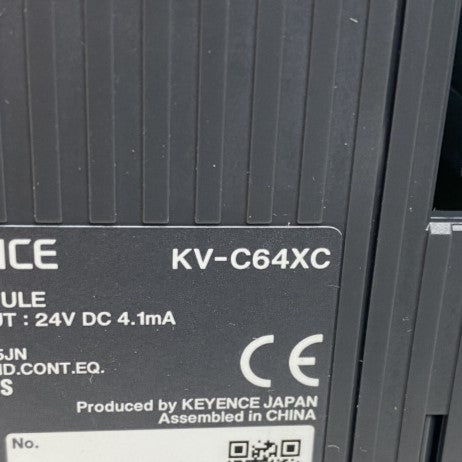 NCE KV-C64XC
ULE
UT : 24V DC 4.1mA
5JN
ND.CONT.EQ.
S
CE
Produced by KEYENCE JAPAN
Assembled in CHINA
No.